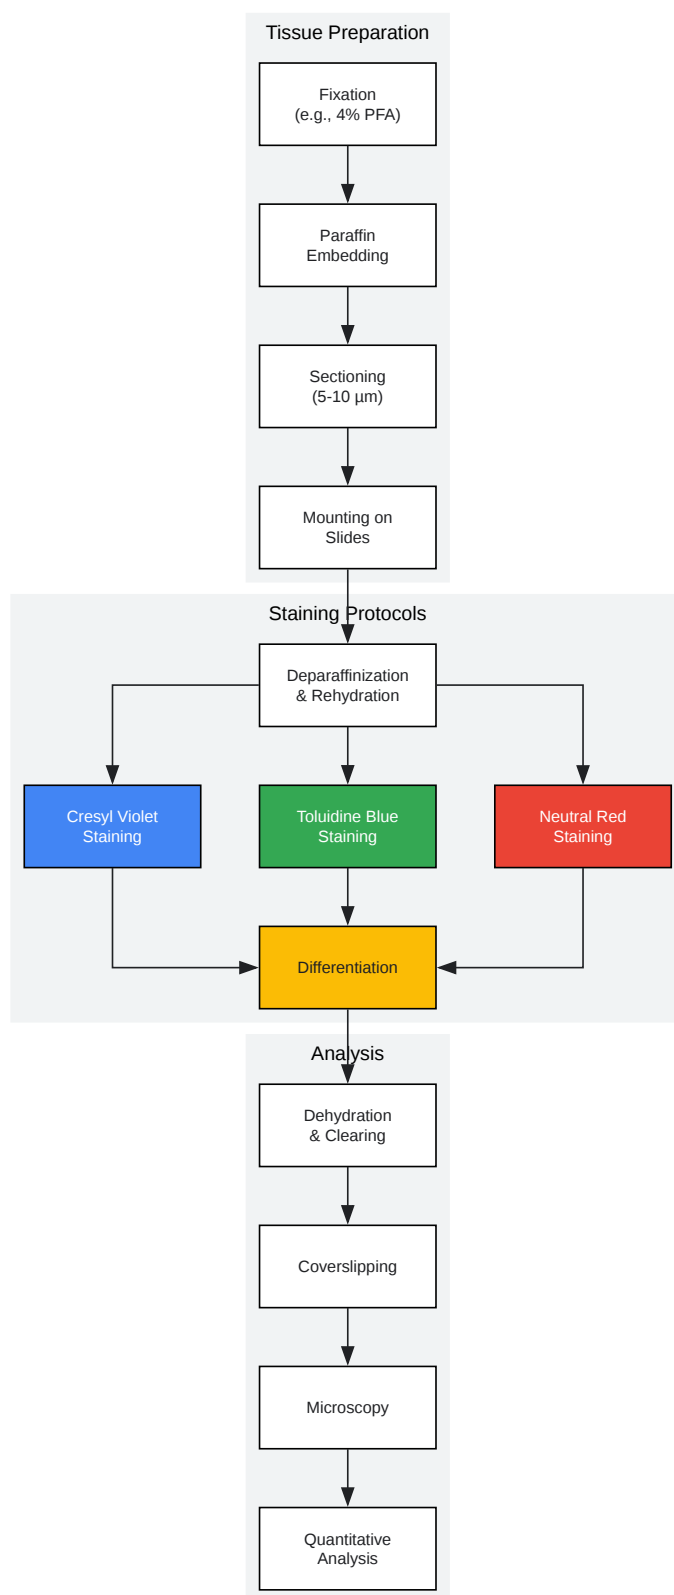 Tissue Preparation
Fixation
(e.g., 4% PFA)
Paraffin
Embedding
Sectioning
(5-10 µm)
Mounting on
Slides
Staining Protocols
Deparaffinization
& Rehydration
Cresyl Violet
Staining
Toluidine Blue
Staining
Neutral Red
Staining
Differentiation
Analysis
Dehydration
& Clearing
Coverslipping
Microscopy
Quantitative
Analysis